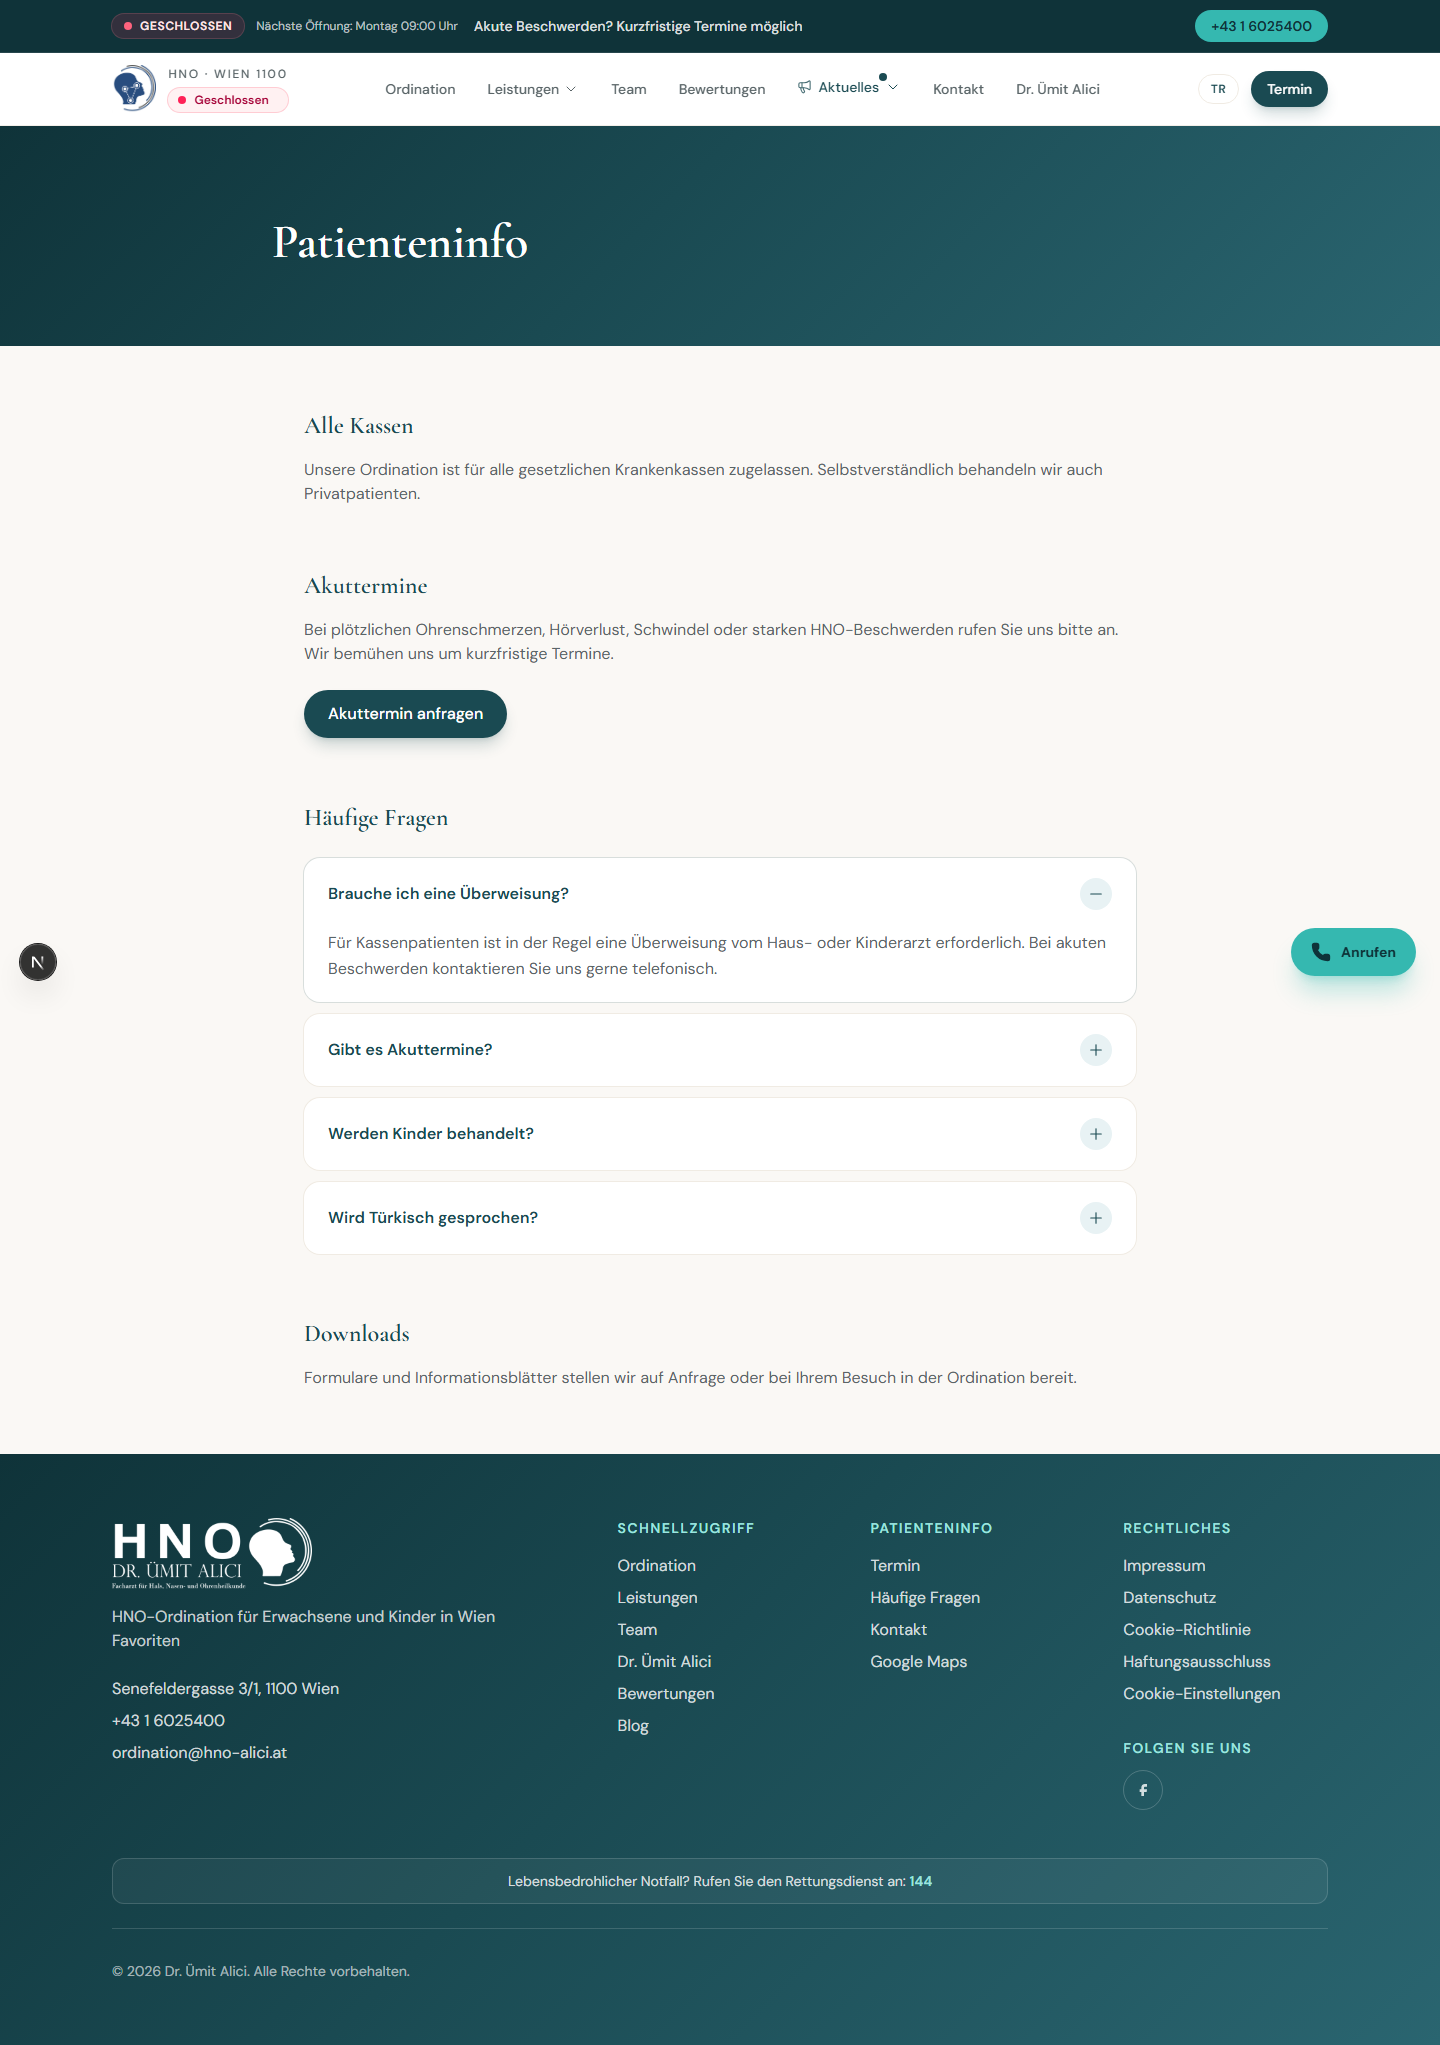 GESCHLOSSEN
Nächste Öffnung: Montag 09:00 Uhr
Akute Beschwerden? Kurzfristige Termine möglich
+43 1 6025400
HNO · WIEN 1100
Geschlossen
Ordination
Leistungen
Team
Bewertungen
Aktuelles
Kontakt
Dr. Ümit Alici
TR
Termin
Patienteninfo
Alle Kassen
Unsere Ordination ist für alle gesetzlichen Krankenkassen zugelassen. Selbstverständlich behandeln wir auch
Privatpatienten.
Akuttermine
Bei plötzlichen Ohrenschmerzen, Hörverlust, Schwindel oder starken HNO-Beschwerden rufen Sie uns bitte an.
Wir bemühen uns um kurzfristige Termine.
Akuttermin anfragen
Häufige Fragen
Brauche ich eine Überweisung?
Für Kassenpatienten ist in der Regel eine Überweisung vom Haus- oder Kinderarzt erforderlich. Bei akuten
Beschwerden kontaktieren Sie uns gerne telefonisch.
N
Anrufen
Gibt es Akuttermine?
Werden Kinder behandelt?
Wird Türkisch gesprochen?
Downloads
Formulare und Informationsblätter stellen wir auf Anfrage oder bei Ihrem Besuch in der Ordination bereit.
HNO
DR. ÜMIT ALICI
Facharzt für Hals, Nasen- und Ohrenheilkunde
HNO-Ordination für Erwachsene und Kinder in Wien
Favoriten
Senefeldergasse 3/1, 1100 Wien
+43 1 6025400
ordination@hno-alici.at
SCHNELLZUGRIFF
Ordination
Leistungen
Team
Dr. Ümit Alici
Bewertungen
Blog
PATIENTENINFO
Termin
Häufige Fragen
Kontakt
Google Maps
RECHTLICHES
Impressum
Datenschutz
Cookie-Richtlinie
Haftungsausschluss
Cookie-Einstellungen
FOLGEN SIE UNS
Lebensbedrohlicher Notfall? Rufen Sie den Rettungsdienst an: 144
© 2026 Dr. Ümit Alici. Alle Rechte vorbehalten.